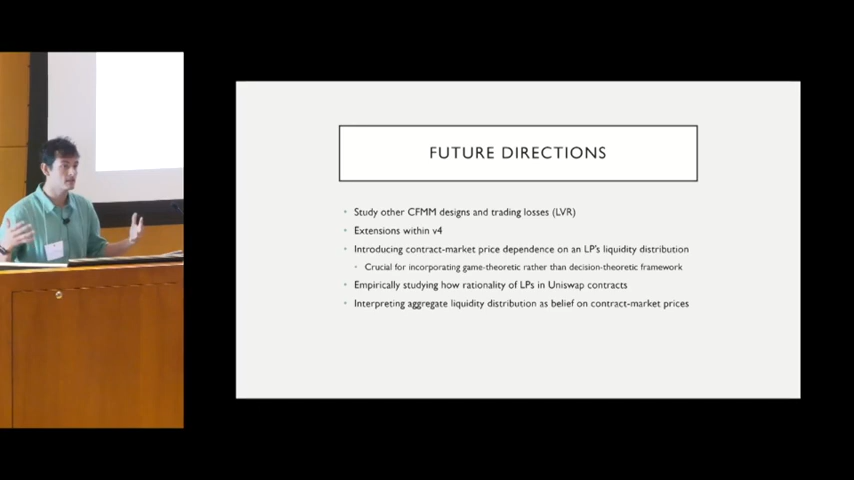 FUTURE DIRECTIONS
Study other CFMM designs and trading losses (LVR)
Extensions within v4
Introducing contract-market price dependence on an LP's liquidity distribution
Crucial for incorporating game-theoretic rather than decision-theoretic framework
Empirically studying how rationality of LPs in Uniswap contracts
Interpreting aggregate liquidity distribution as belief on contract-market prices